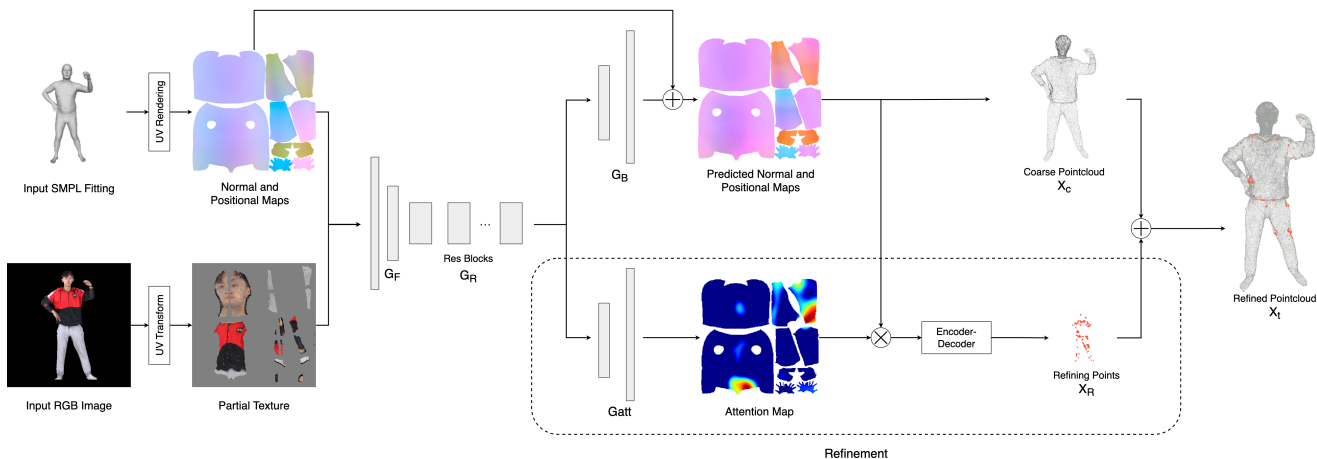 UV Rendering
Input SMPL Fitting
Normal and
Positional Maps
G_B
Predicted Normal and
Positional Maps
Coarse Pointcloud
X_c
G_F
Res Blocks
...
G_R
UV Transform
Input RGB Image
Partial Texture
Gatt
Attention Map
Encoder-
Decoder
Refining Points
X_R
Refined Pointcloud
X_t
Refinement